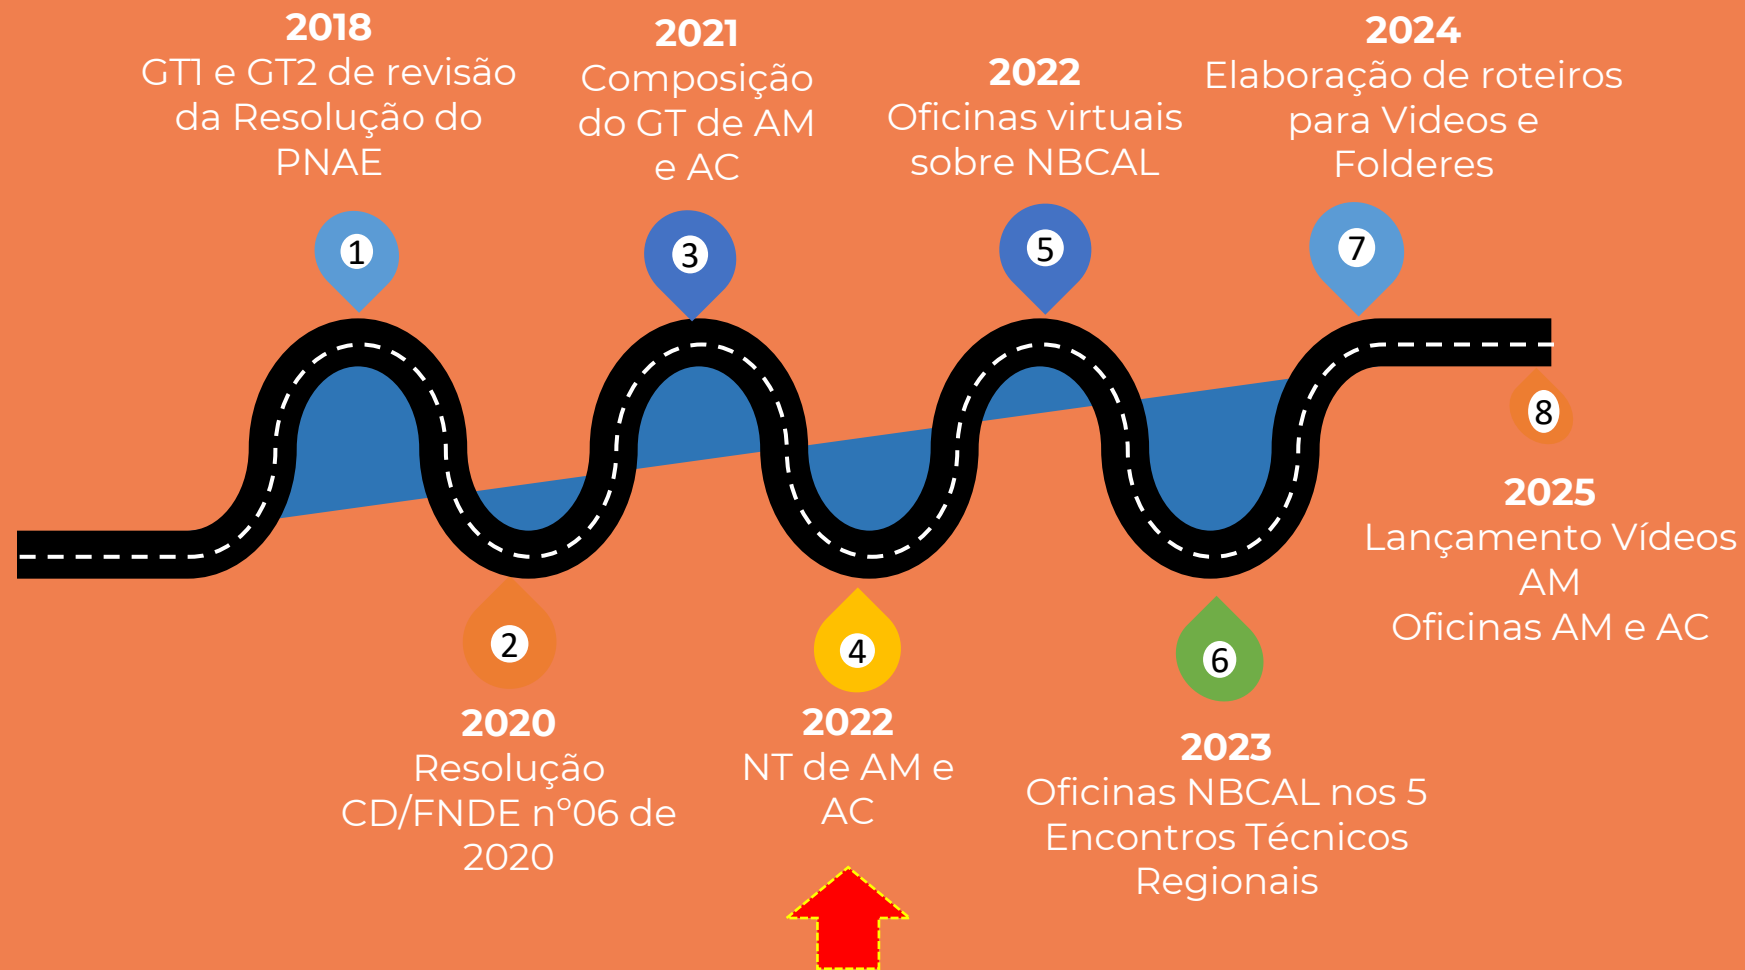 2018
GT1 e GT2 de revisão
da Resolução do
PNAE
1
2020
Resolução
CD/FNDE nº06 de
2020
2
2021
Composição
do GT de AM
e AC
3
2022
NT de AM e
AC
4
2022
Oficinas virtuais
sobre NBCAL
5
2023
Oficinas NBCAL nos 5
Encontros Técnicos
Regionais
6
2024
Elaboração de roteiros
para Videos e
Folderes
7
2025
Lançamento Vídeos
AM
Oficinas AM e AC
8